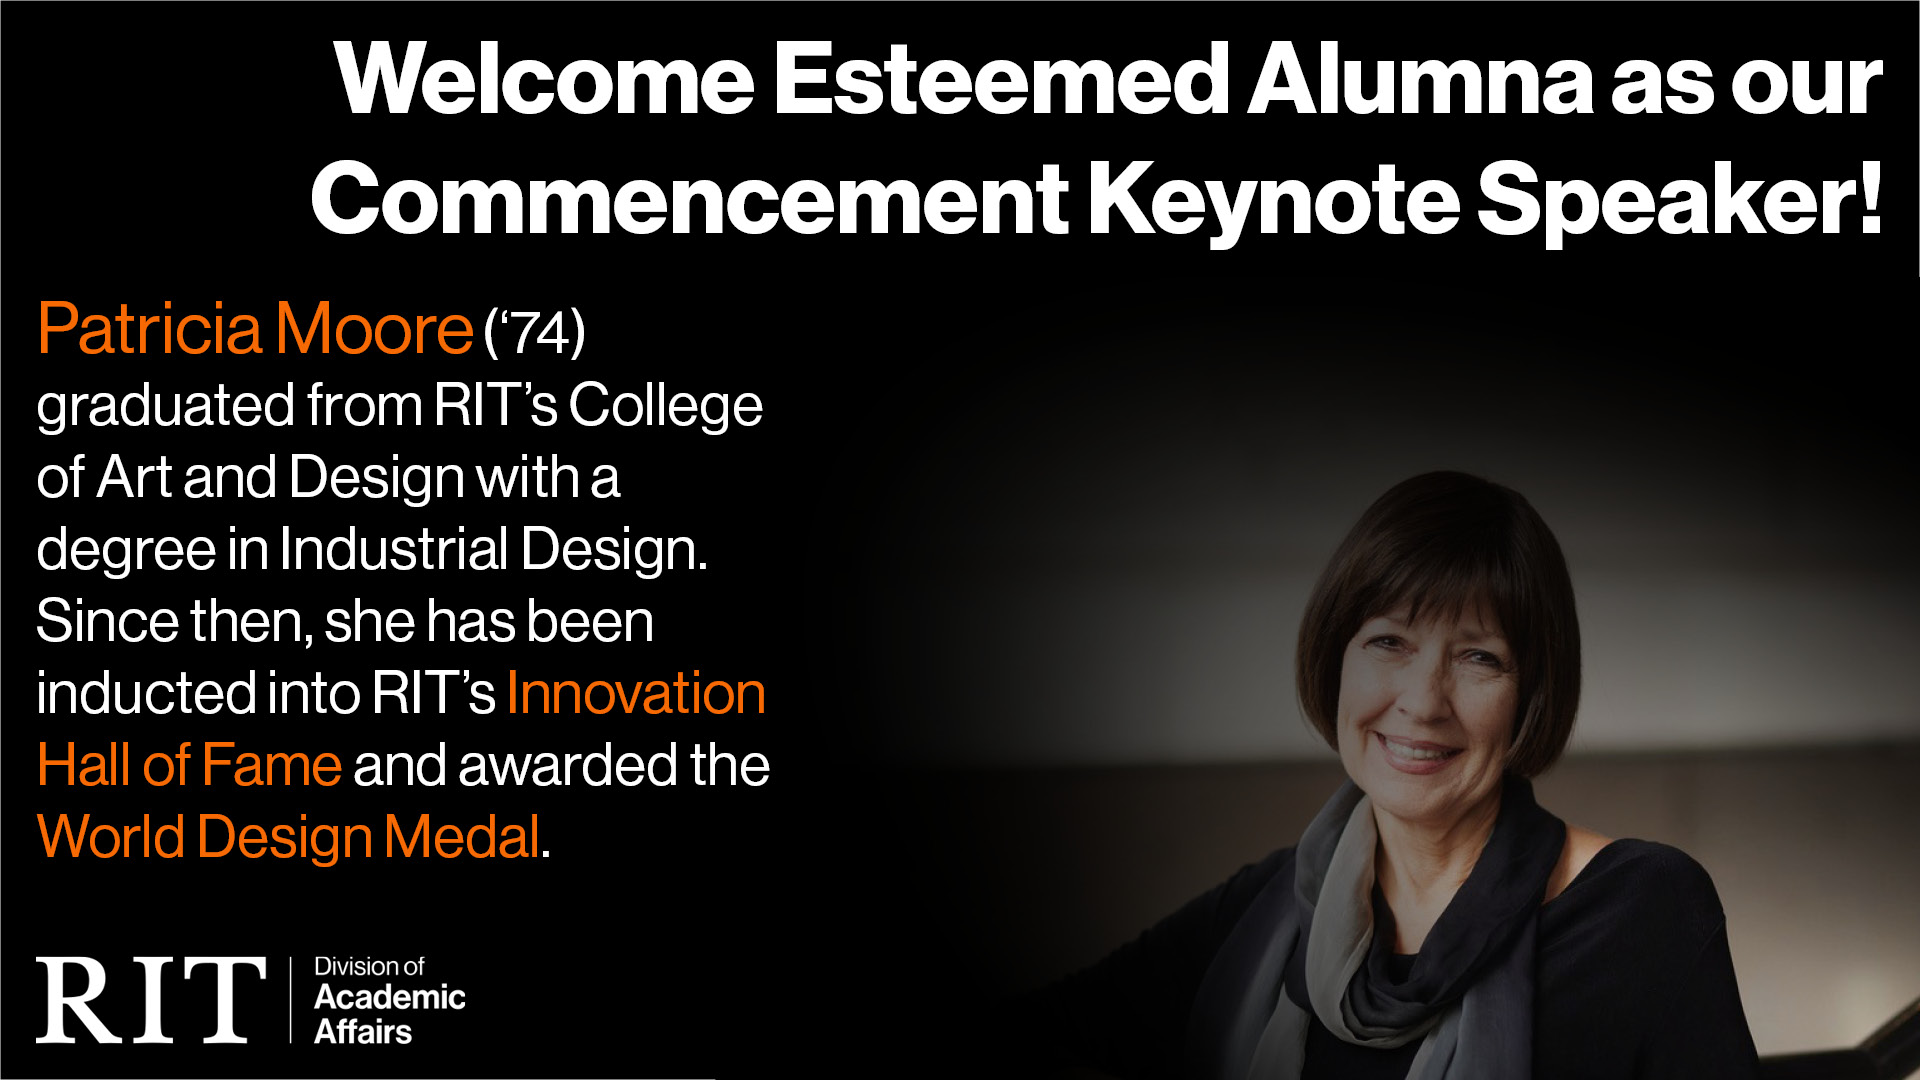 Welcome Esteemed Alumna as our
Commencement Keynote Speaker!
Patricia Moore (‘74)
graduated from RIT’s College
of Art and Design with a
degree in Industrial Design.
Since then, she has been
inducted into RIT’s Innovation
Hall of Fame and awarded the
World Design Medal.
RIT
Division of
Academic
Affairs